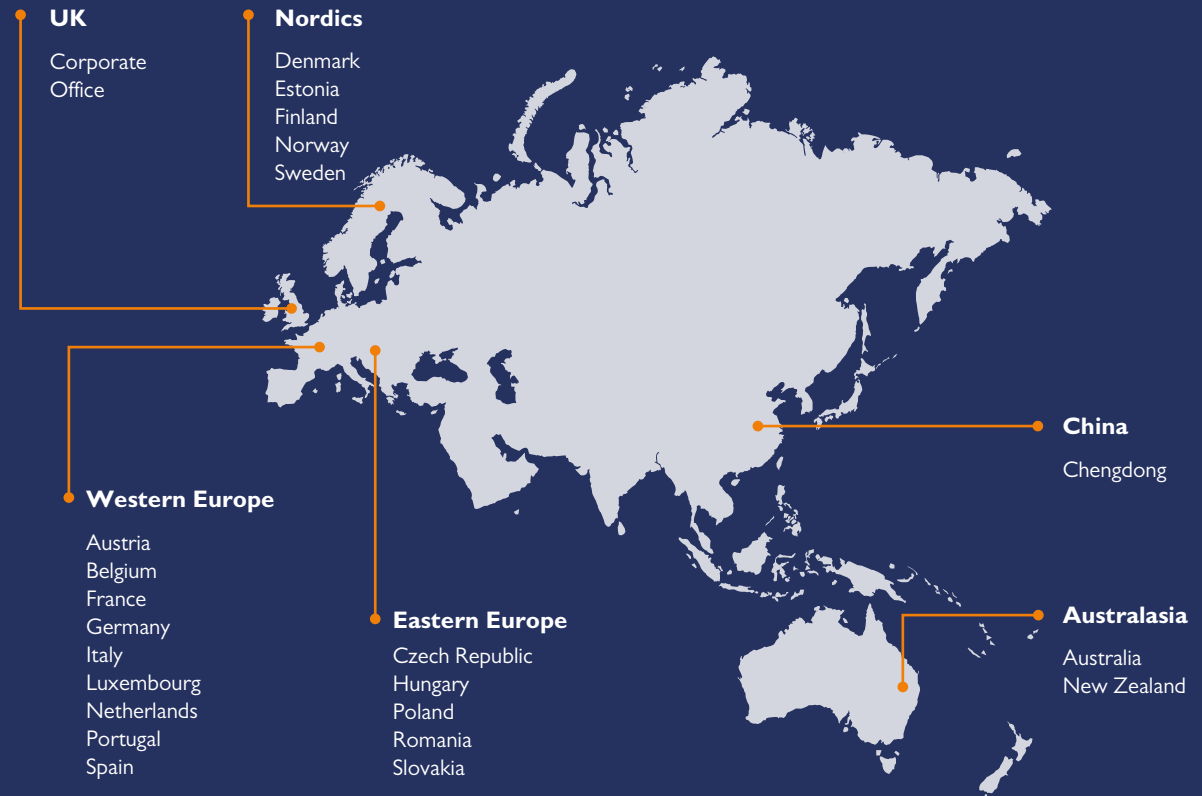 UK
Corporate
Office
Nordics
Denmark
Estonia
Finland
Norway
Sweden
China
Chengdong
Western Europe
Austria
Belgium
France
Germany
Italy
Luxembourg
Netherlands
Portugal
Spain
Eastern Europe
Czech Republic
Hungary
Poland
Romania
Slovakia
Australasia
Australia
New Zealand